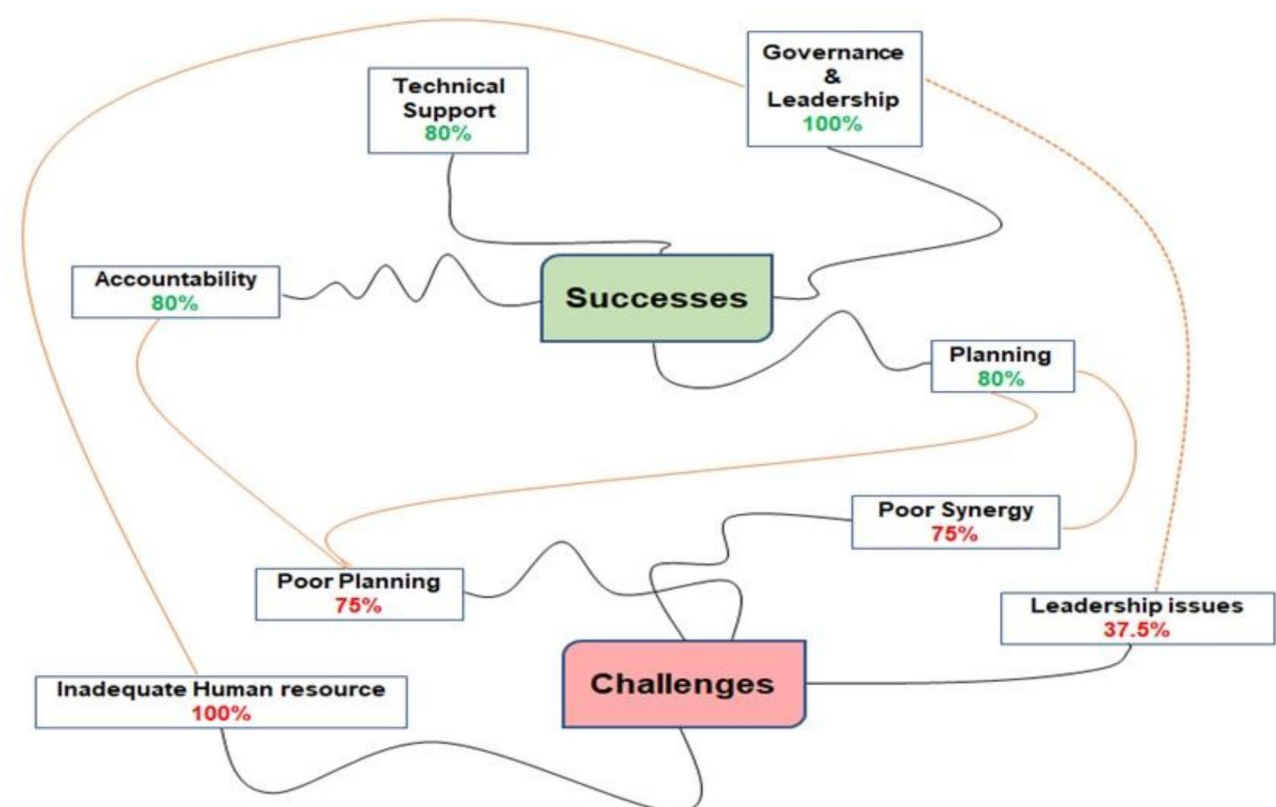 Governance
&
Leadership
100%
Technical
Support
80%
Accountability
80%
Successes
Planning
80%
Poor Synergy
75%
Poor Planning
75%
Leadership issues
37.5%
Challenges
Inadequate Human resource
100%